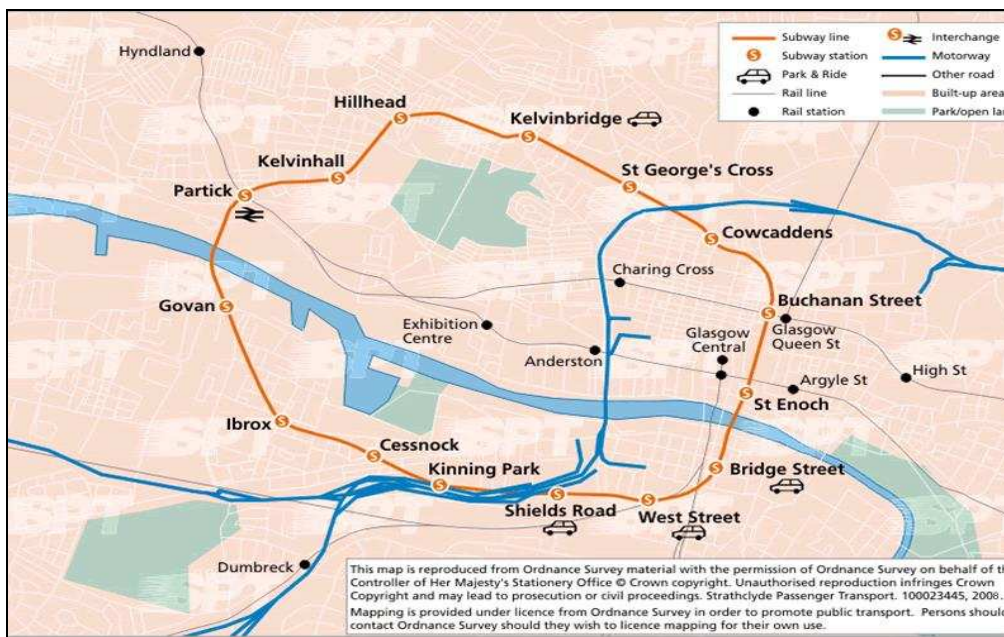 Hyndland
Subway line
Subway station
Park & Ride
Rail line
Rail station
Interchange
Motorway
Other road
Built-up area
Park/open
Hillhead
Kelvinbridge
Kelvinhall
St George's Cross
Partick
Cowcaddens
Charing Cross
Buchanan Street
Govan
Exhibition
Centre
Glasgow
Central
Glasgow
Queen St
Anderston
Argyle St
High St
St Enoch
Ibrox
Cessnock
Kinning Park
Bridge Street
Shields Road
West Street
Dumbreck
This map is reproduced from Ordnance Survey material with the permission of Ordnance Survey on behalf of
Controller of Her Majesty's Stationery Office © Crown copyright. Unauthorised reproduction infringes Crown
Copyright and may lead to prosecution or civil proceedings. Strathclyde Passenger Transport. 100023445, 2008.
Mapping is provided under licence from Ordnance Survey in order to promote public transport. Persons
contact Ordnance Survey should they wish to licence mapping for their own use.
SPT